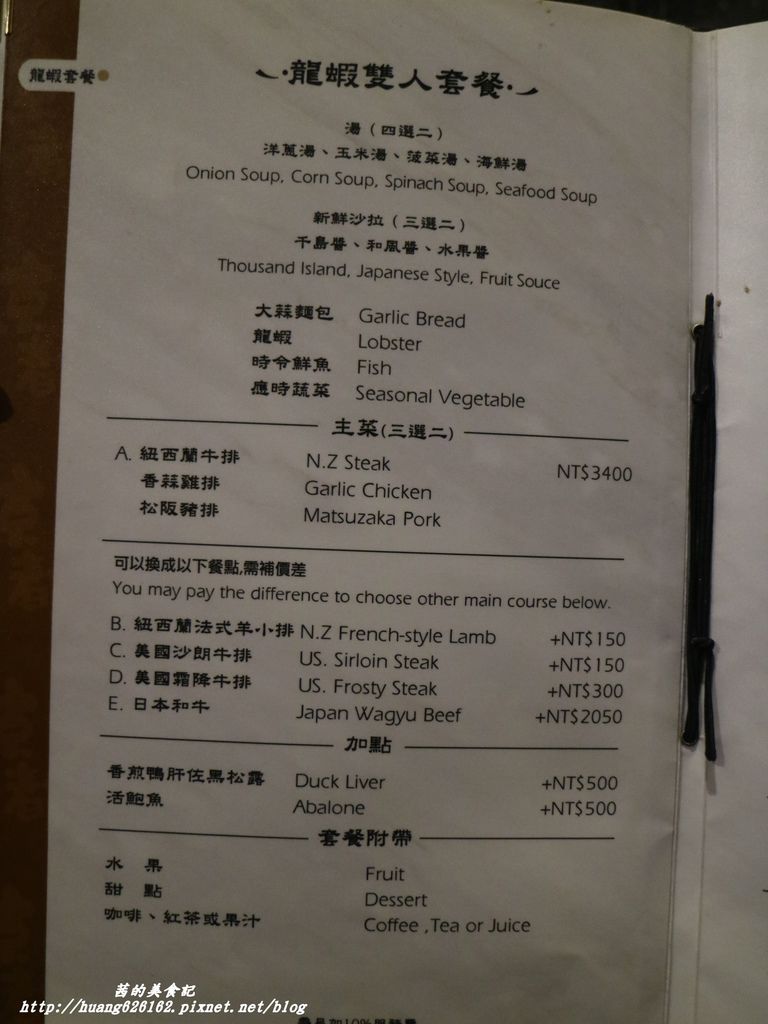 龍蝦套餐
龍蝦雙人套餐
湯（四選二）
洋蔥湯、玉米湯、菠菜湯、海鮮湯
Onion Soup, Corn Soup, Spinach Soup, Seafood Soup
新鮮沙拉（三選二）
千島醬、和風醬、水果醬
Thousand Island, Japanese Style, Fruit Souce
大蒜麵包 Garlic Bread
龍蝦 Lobster
時令鮮魚 Fish
應時蔬菜 Seasonal Vegetable
主菜(三選二)
A. 紐西蘭牛排 N.Z Steak NT$3400
香蒜雞排 Garlic Chicken
松阪豬排 Matsuzaka Pork
可以換成以下餐點,需補價差
You may pay the difference to choose other main course below.
B. 紐西蘭法式羊小排 N.Z French-style Lamb +NT$150
C. 美國沙朗牛排 US. Sirloin Steak +NT$150
D. 美國霜降牛排 US. Frosty Steak +NT$300
E. 日本和牛 Japan Wagyu Beef +NT$2050
加點
香煎鴨肝佐黑松露 Duck Liver +NT$500
活鮑魚 Abalone +NT$500
套餐附帶
水 果 Fruit
甜 點 Dessert
咖啡、紅茶或果汁 Coffee ,Tea or Juice
茜的美食記
http://huang626162.pixnet.net/blog